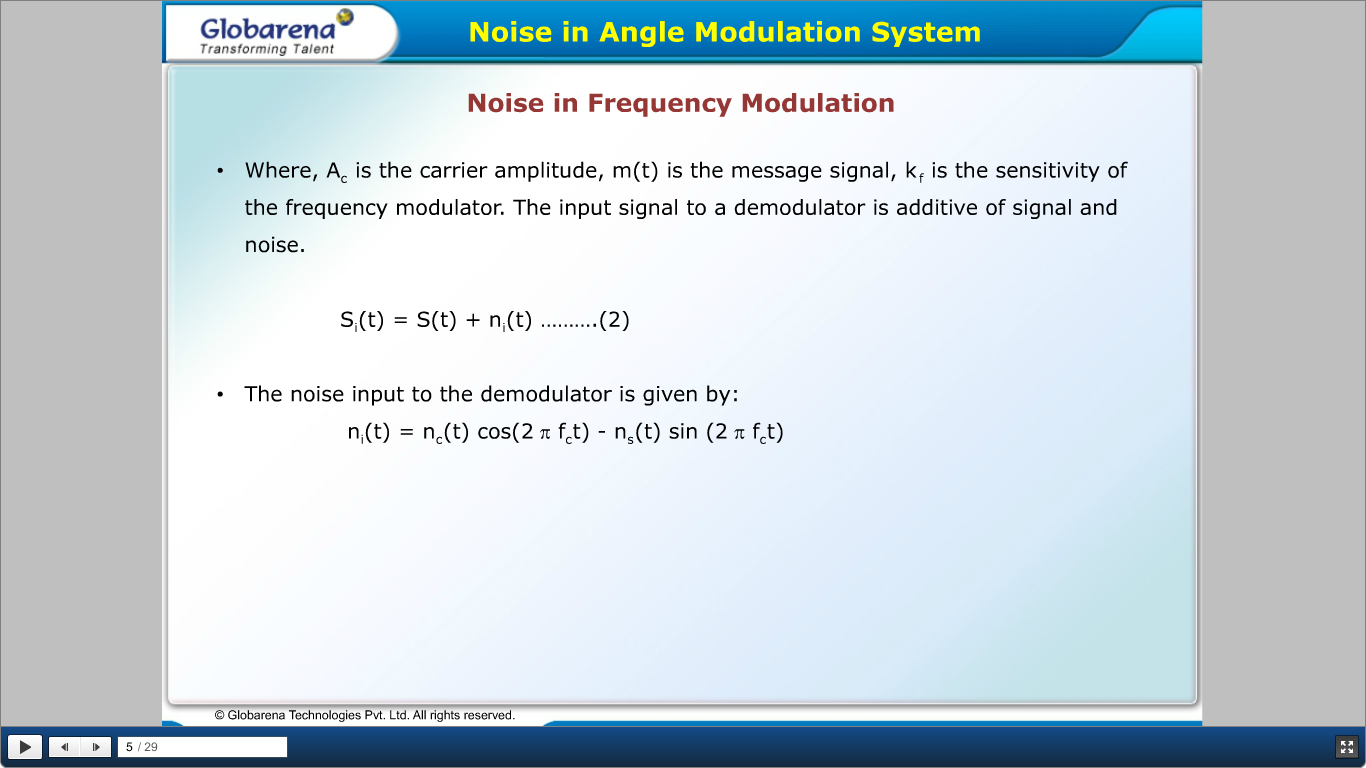 Globarena
Transforming Talent
Noise in Angle Modulation System
Noise in Frequency Modulation
• Where, Ac is the carrier amplitude, m(t) is the message signal, kf is the sensitivity of
the frequency modulator. The input signal to a demodulator is additive of signal and
noise.
Si(t) = S(t) + ni(t) ……….(2)
• The noise input to the demodulator is given by:
ni(t) = nc(t) cos(2 π fct) - ns(t) sin (2 π fct)
© Globarena Technologies Pvt. Ltd. All rights reserved.
5 / 29